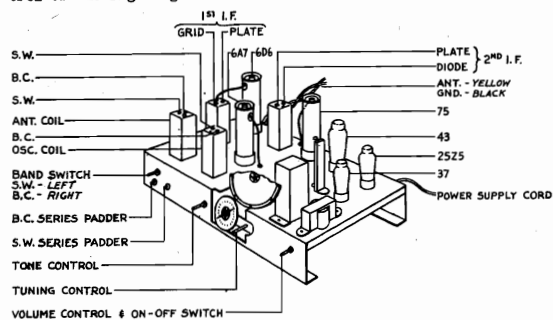 1ST I.F.
GRID PLATE
6A7 6D6
S.W.
B.C.
S.W.
ANT. COIL
B.C.
OSC. COIL
BAND SWITCH
S.W. - LEFT
B.C. - RIGHT
B.C. SERIES PADDER
S.W. SERIES PADDER
TONE CONTROL
TUNING CONTROL
VOLUME CONTROL & ON-OFF SWITCH
PLATE
DIODE
2ND I.F.
ANT. - YELLOW
GND. - BLACK
75
43
25Z5
37
POWER SUPPLY CORD